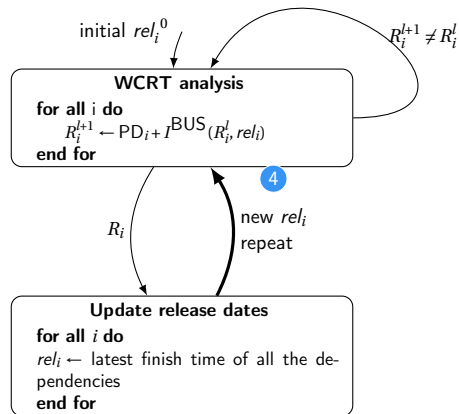 initial rel_i^0
R_i^{l+1} ≠ R_i^l
WCRT analysis
for all i do
R_i^{l+1} ← PD_i + I^BUS(R_i^l, rel_i)
end for
4
new rel_i
repeat
R_i
Update release dates
for all i do
rel_i ← latest finish time of all the de-
pendencies
end for